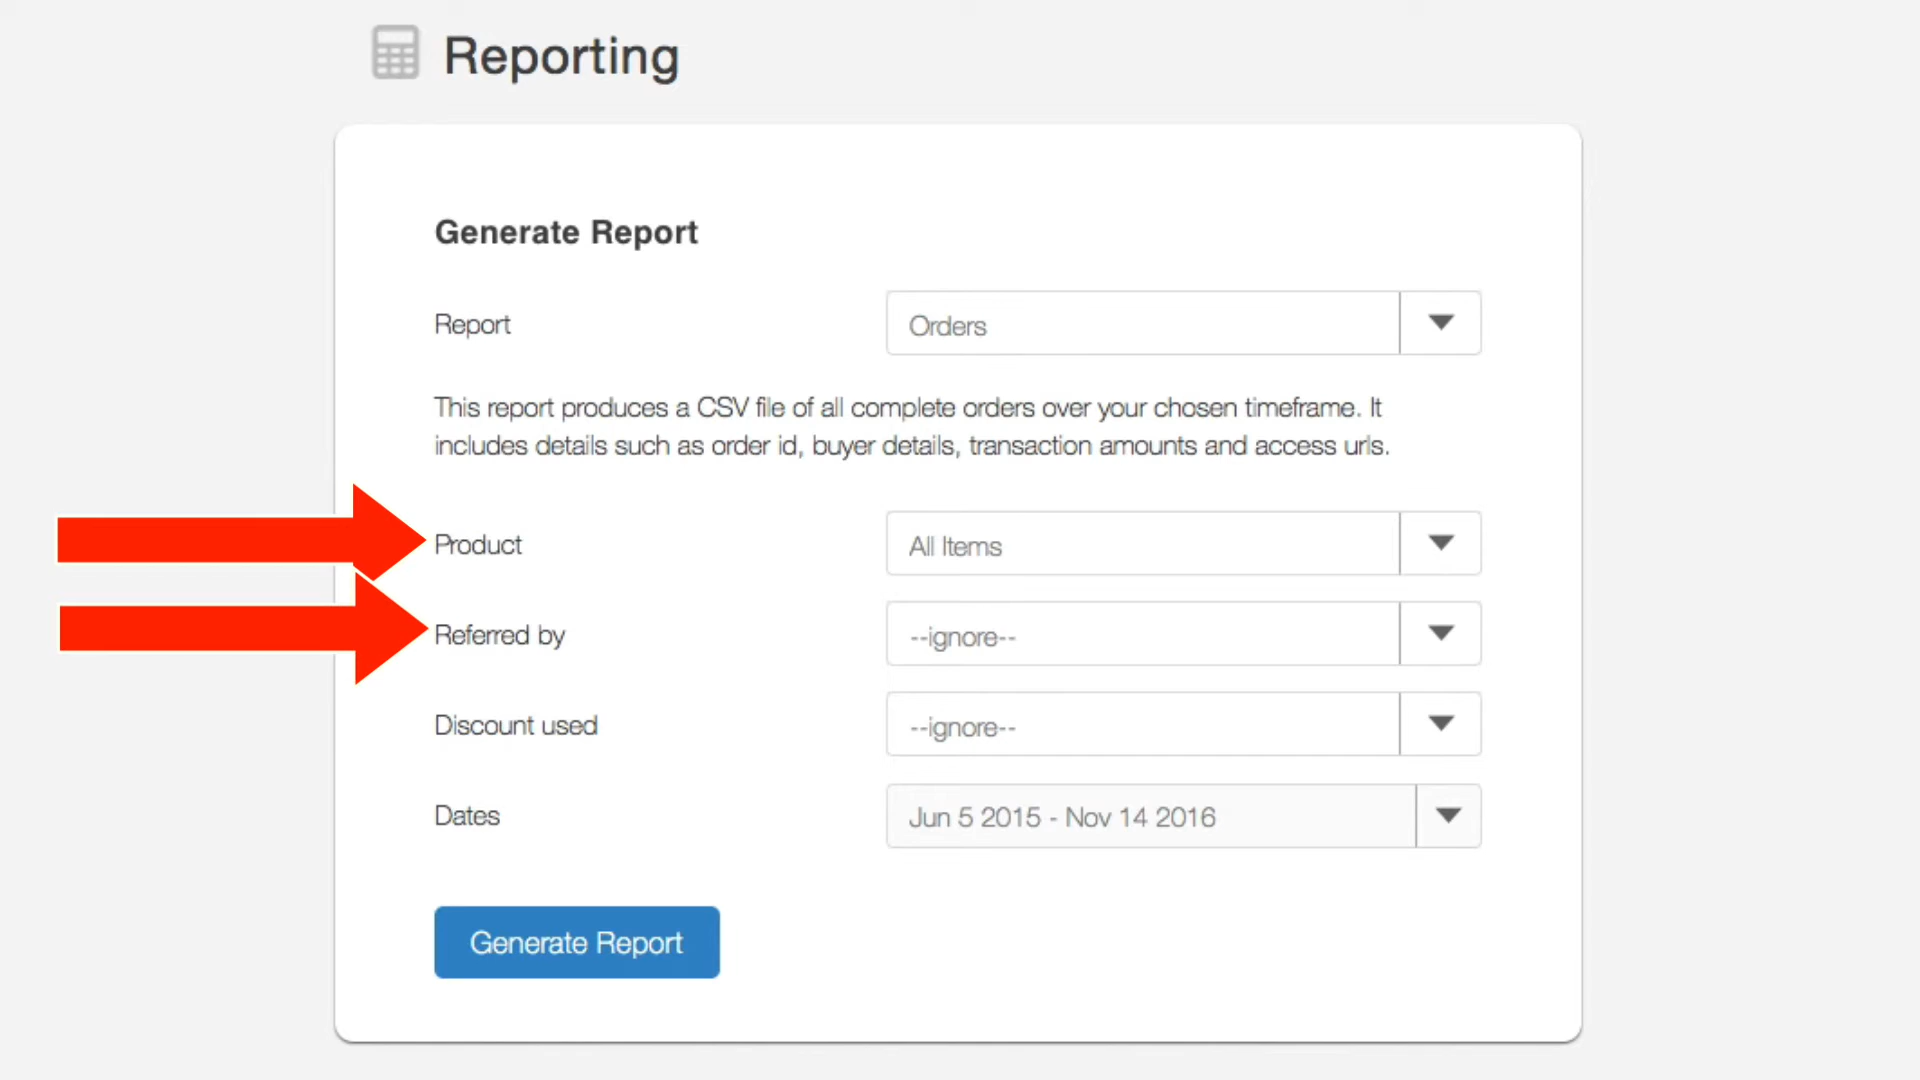 Reporting
Generate Report
Report
Orders
This report produces a CSV file of all complete orders over your chosen timeframe. It
includes details such as order id, buyer details, transaction amounts and access urls.
Product
All Items
Referred by
--ignore--
Discount used
--ignore--
Dates
Jun 5 2015 - Nov 14 2016
Generate Report